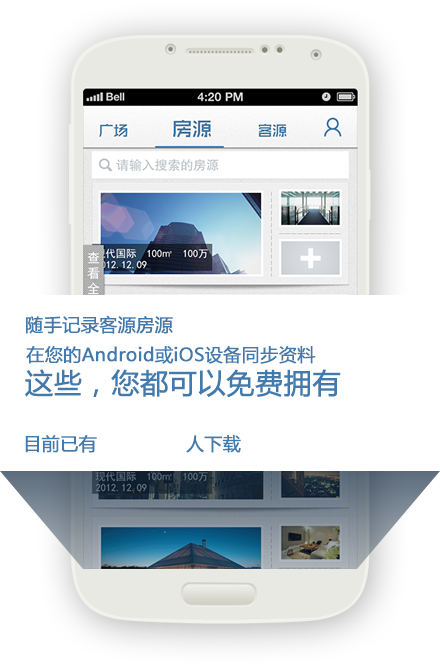 Bell 4:20 PM
广场 房源 客源
请输入搜索的房源
现代国际 100㎡ 100万
2012.12.09
查看全
随手记录客源房源
在您的Android或iOS设备同步资料
这些，您都可以免费拥有
目前已有 人下载
现代国际 100㎡ 100万
2012.12.09